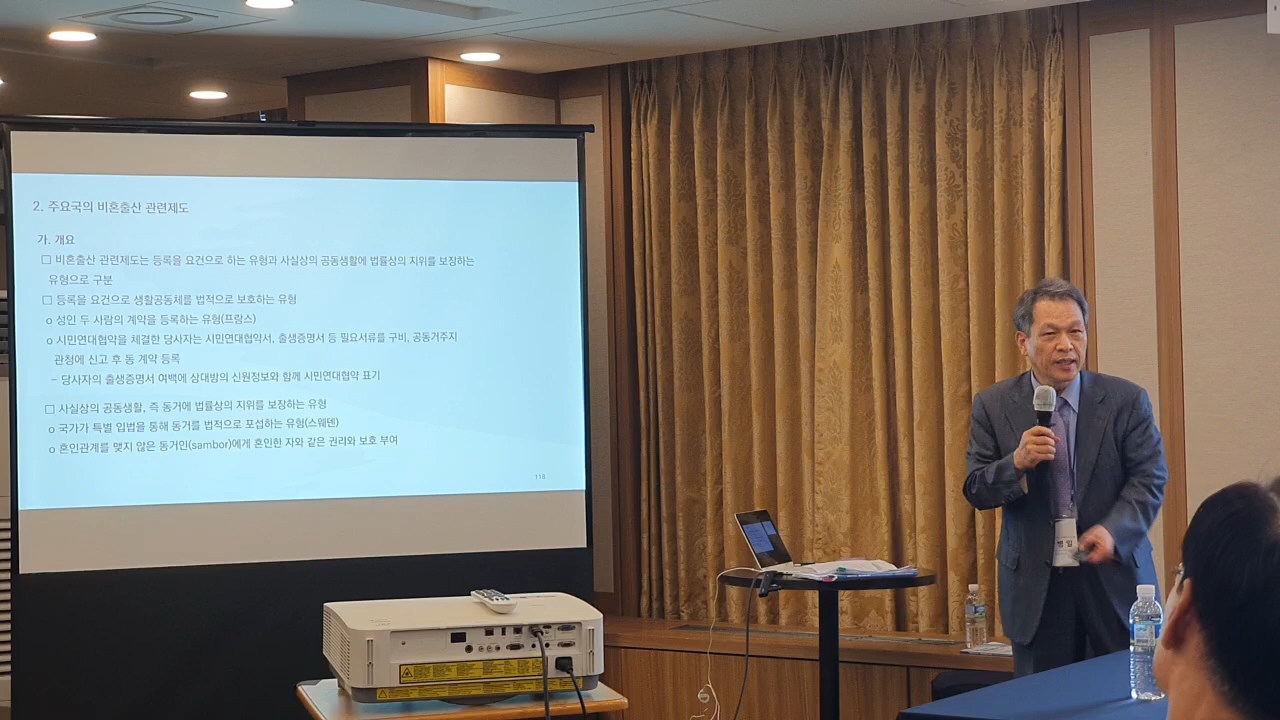 2. 주요국의 비혼출산 관련제도
가. 개요
□ 비혼출산 관련제도는 등록을 요건으로 하는 유형과 사실상의 공동생활에 법률상의 지위를 보장하는
유형으로 구분
□ 등록을 요건으로 생활공동체를 법적으로 보호하는 유형
o 성인 두 사람의 계약을 등록하는 유형(프랑스)
o 시민연대협약을 체결한 당사자는 시민연대협약서, 출생증명서 등 필요서류를 구비, 공동거주지
관청에 신고 후 동 계약 등록
- 당사자의 출생증명서 여백에 상대방의 신원정보와 함께 시민연대협약 표기
□ 사실상의 공동생활, 즉 동거에 법률상의 지위를 보장하는 유형
o 국가가 특별 입법을 통해 동거를 법적으로 포섭하는 유형(스웨덴)
o 혼인관계를 맺지 않은 동거인(sambor)에게 혼인한 자와 같은 권리와 보호 부여
118